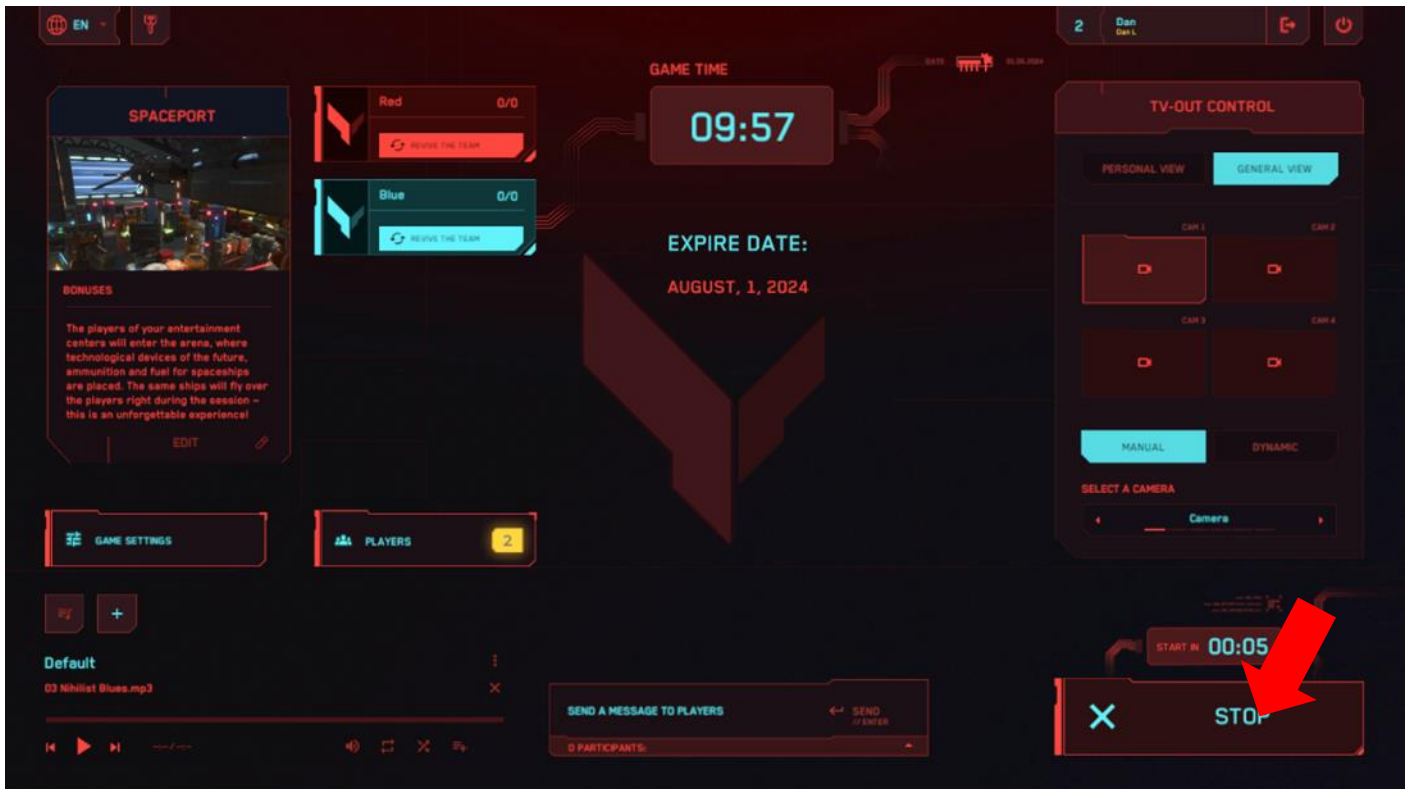 EN
2 Dan
Dan L
GAME TIME
DATE 01.06.2024
09:57
SPACEPORT
Red 0/0
REVIVE THE TEAM
Blue 0/0
REVIVE THE TEAM
EXPIRE DATE:
AUGUST, 1, 2024
BONUSES
The players of your entertainment
centers will enter the arena, where
technological devices of the future,
ammunition and fuel for spaceships
are placed. The same ships will fly over
the players right during the session –
this is an unforgettable experience!
EDIT
TV-OUT CONTROL
PERSONAL VIEW GENERAL VIEW
CAM 1 CAM 2
CAM 3 CAM 4
MANUAL DYNAMIC
SELECT A CAMERA
Camera
GAME SETTINGS
PLAYERS 2
Default
03 Nihilist Blues.mp3
--:-- / --:--
SEND A MESSAGE TO PLAYERS SEND
// ENTER
0 PARTICIPANTS:
START IN 00:05
STOP